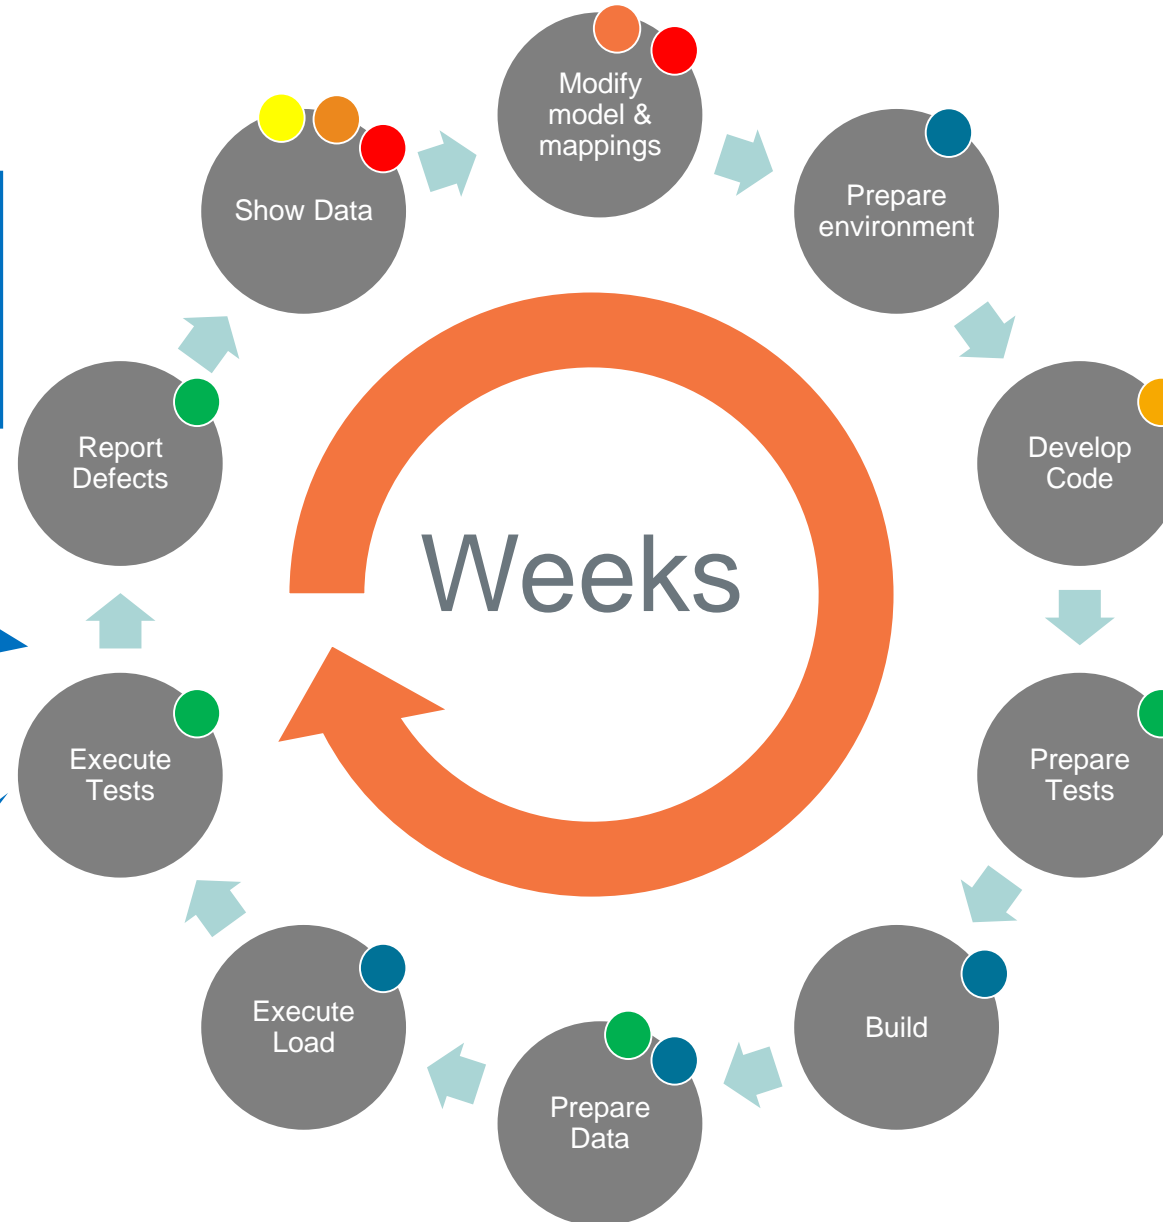 Modify
model &
mappings
Prepare
environment
Develop
Code
Prepare
Tests
Build
Prepare
Data
Execute
Load
Execute
Tests
Report
Defects
Show Data
Weeks